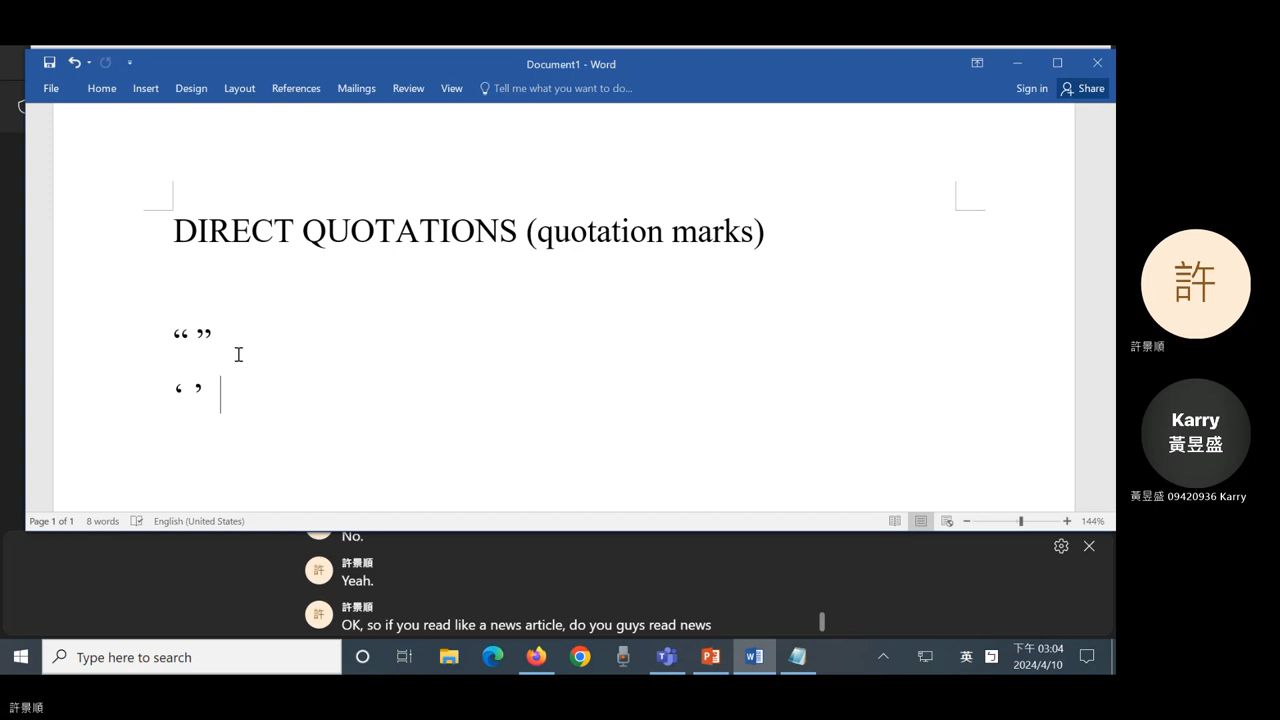 Document1 - Word
File Home Insert Design Layout References Mailings Review View Tell me what you want to do... Sign in Share
DIRECT QUOTATIONS (quotation marks)
“ ”
‘ ’
許
許景順
Karry
黃昱盛
黃昱盛 09420936 Karry
Page 1 of 1 8 words English (United States) 144%
No.
許景順
許
Yeah.
許景順
許
OK, so if you read like a news article, do you guys read news
Type here to search
英
下午 03:04
2024/4/10
許景順